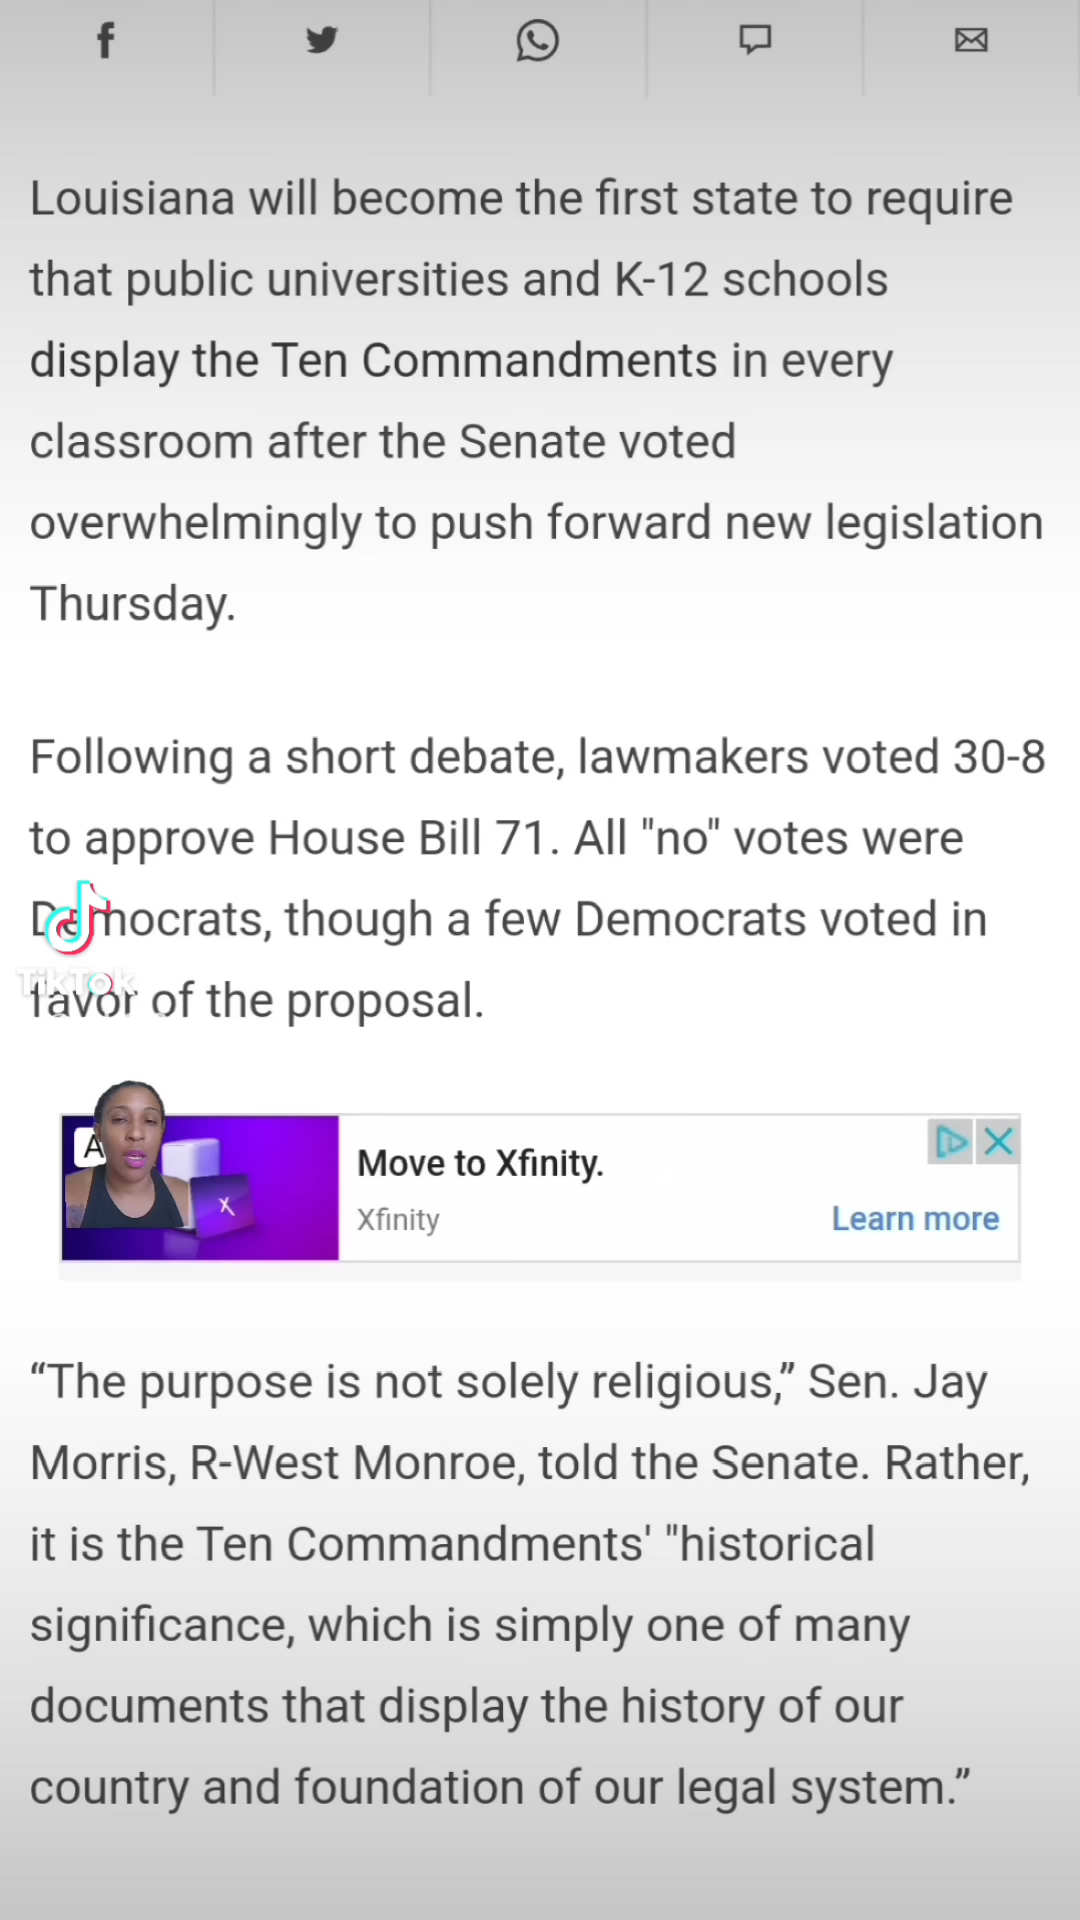 Louisiana will become the first state to require
that public universities and K-12 schools
display the Ten Commandments in every
classroom after the Senate voted
overwhelmingly to push forward new legislation
Thursday.
Following a short debate, lawmakers voted 30-8
to approve House Bill 71. All "no" votes were
Democrats, though a few Democrats voted in
TikTok
favor of the proposal.
A
X
Move to Xfinity.
Xfinity
Learn more
“The purpose is not solely religious,” Sen. Jay
Morris, R-West Monroe, told the Senate. Rather,
it is the Ten Commandments' "historical
significance, which is simply one of many
documents that display the history of our
country and foundation of our legal system.”